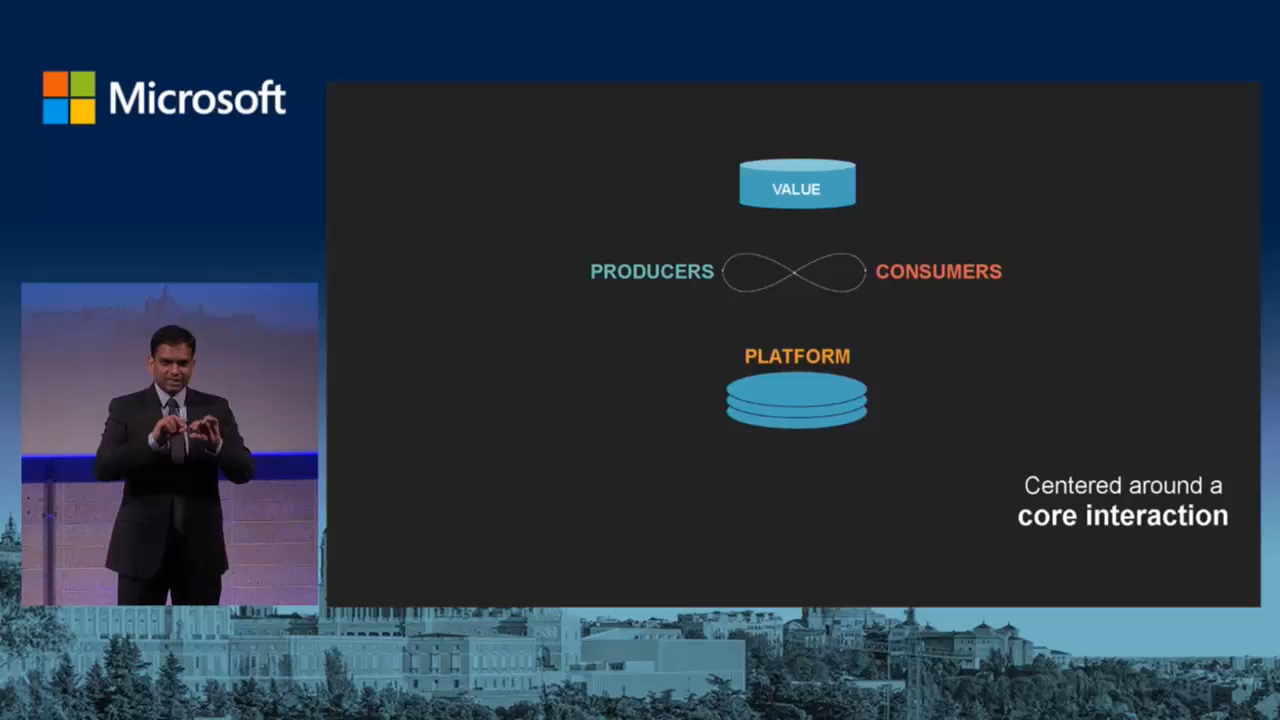 Microsoft
VALUE
PRODUCERS CONSUMERS
PLATFORM
Centered around a
core interaction